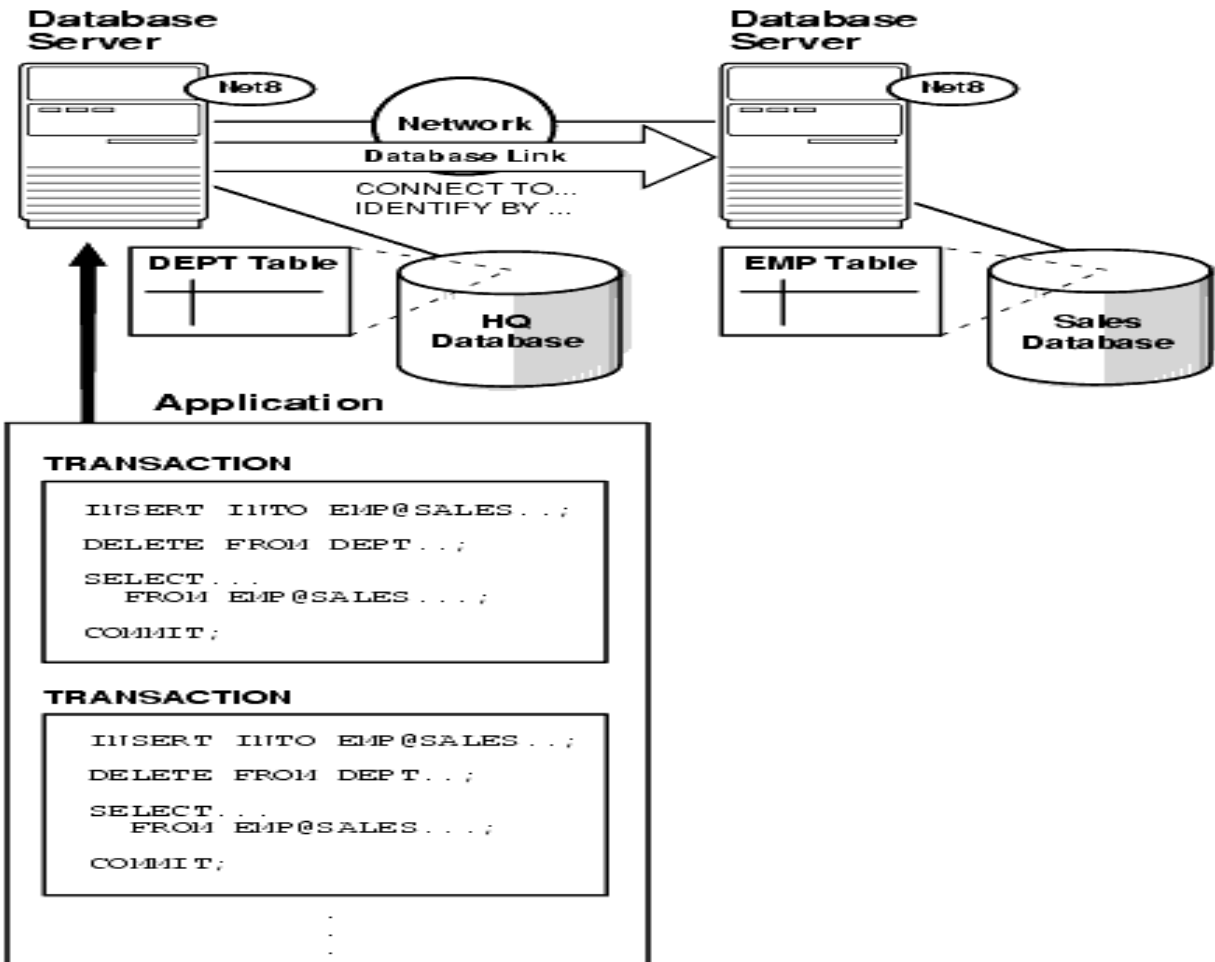 Database
Server
Database
Server
Net8
Net8
Network
Database Link
CONNECT TO...
IDENTIFY BY ...
DEPT Table
HQ
Database
EMP Table
Sales
Database
Application
TRANSACTION
INSERT INTO EMP@SALES..;
DELETE FROM DEPT..;
SELECT...
FROM EMP@SALES...;
COMMIT;
TRANSACTION
INSERT INTO EMP@SALES..;
DELETE FROM DEPT..;
SELECT...
FROM EMP@SALES...;
COMMIT;
.
.
.